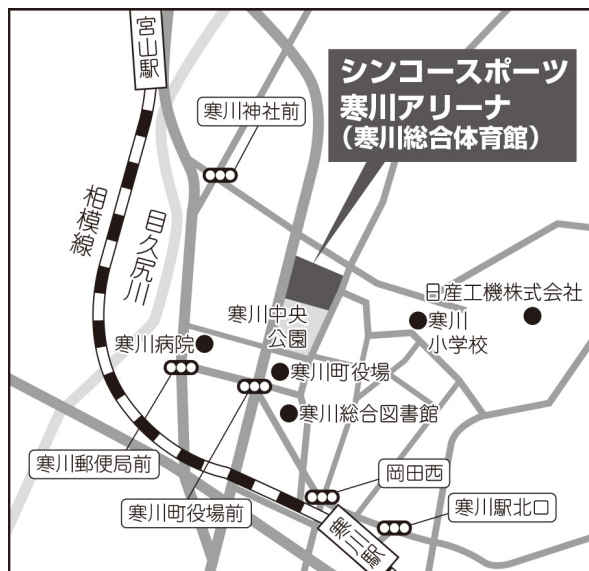 宮山駅
シンコースポーツ
寒川アリーナ
（寒川総合体育館）
寒川神社前
相模線
目久尻川
寒川中央
公園
日産工機株式会社
寒川
小学校
寒川病院
寒川町役場
寒川総合図書館
寒川郵便局前
岡田西
寒川町役場前
寒川駅北口
寒川駅